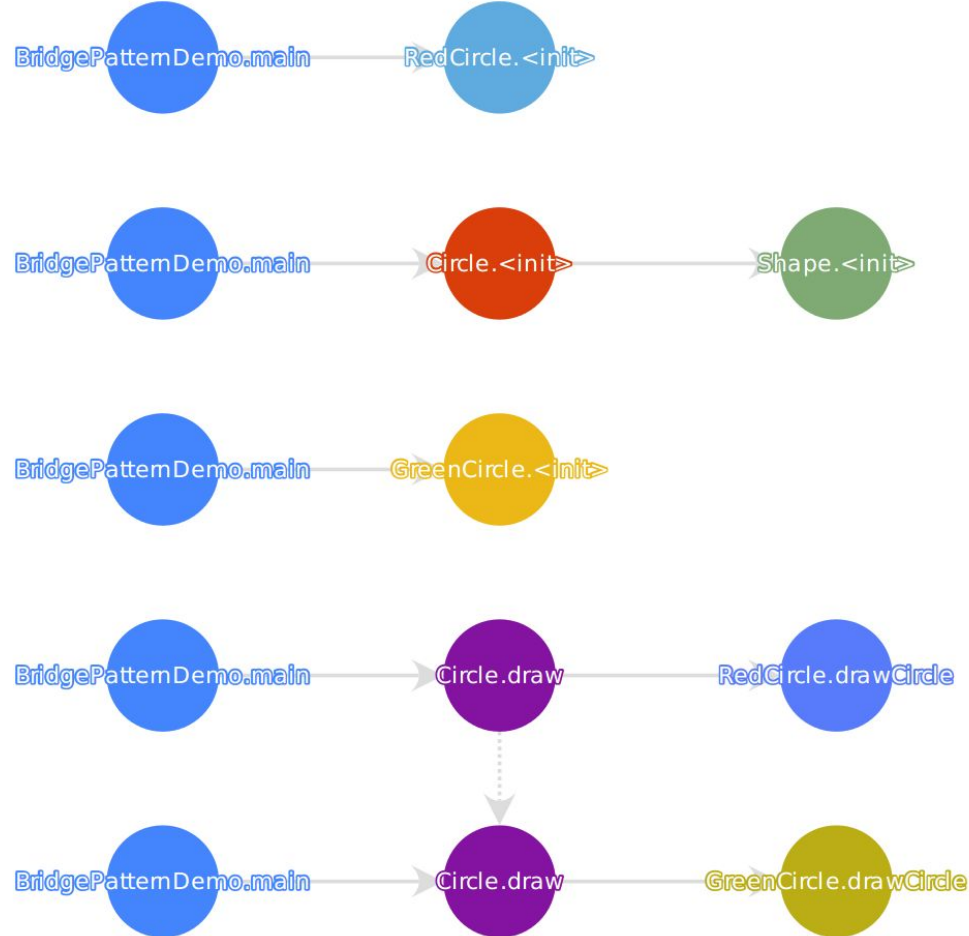 BridgePatternDemo.main RedCircle.<init>
BridgePatternDemo.main Circle.<init> Shape.<init>
BridgePatternDemo.main GreenCircle.<init>
BridgePatternDemo.main Circle.draw RedCircle.drawCircle
BridgePatternDemo.main Circle.draw GreenCircle.drawCircle